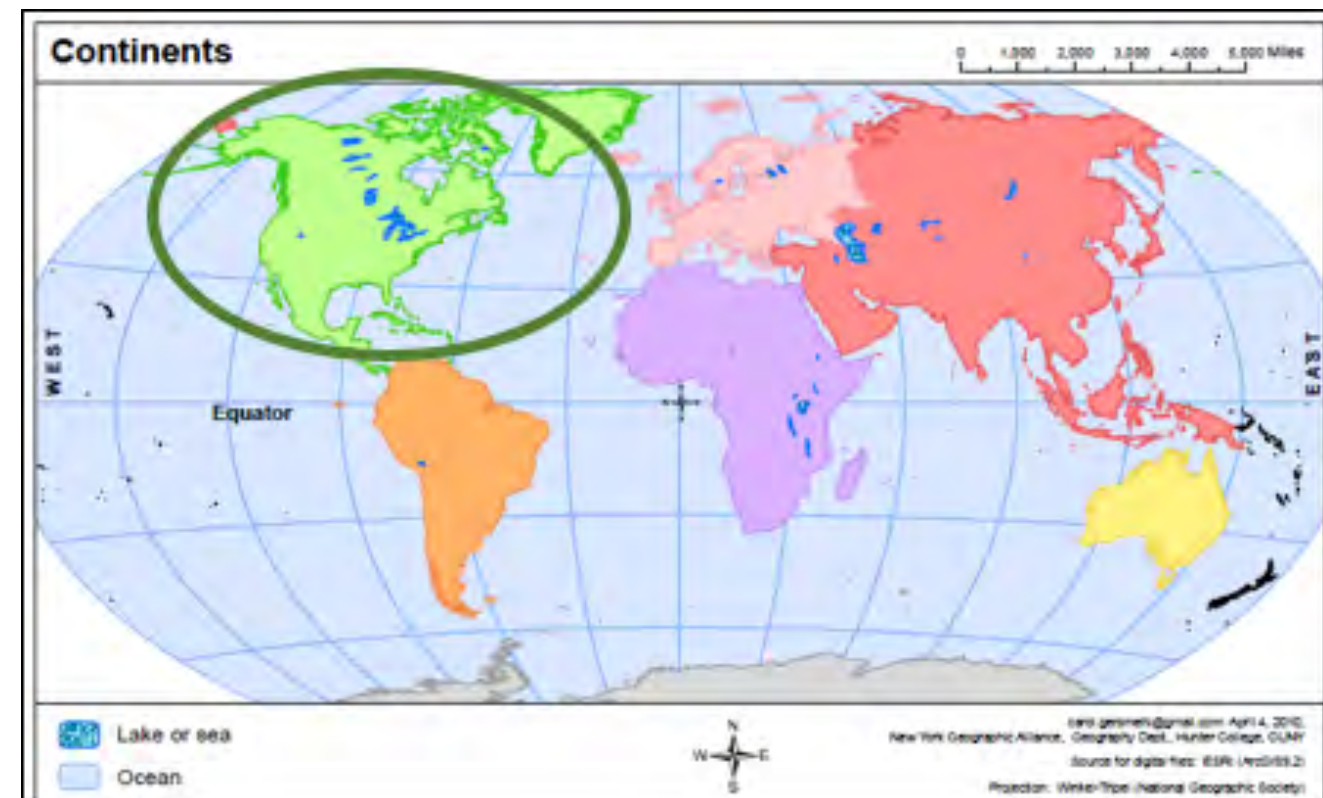 Continents
0 1,000 2,000 3,000 4,000 5,000 Miles
WEST
EAST
Equator
Lake or sea
Ocean
N
W E
S
April 4, 2010,
New York Geographic Alliance, Geography Dept., Hunter College, CUNY
Source for digital files: ESRI (ArcGIS9.2)
Projection: Winkel-Tripel (National Geographic Society)